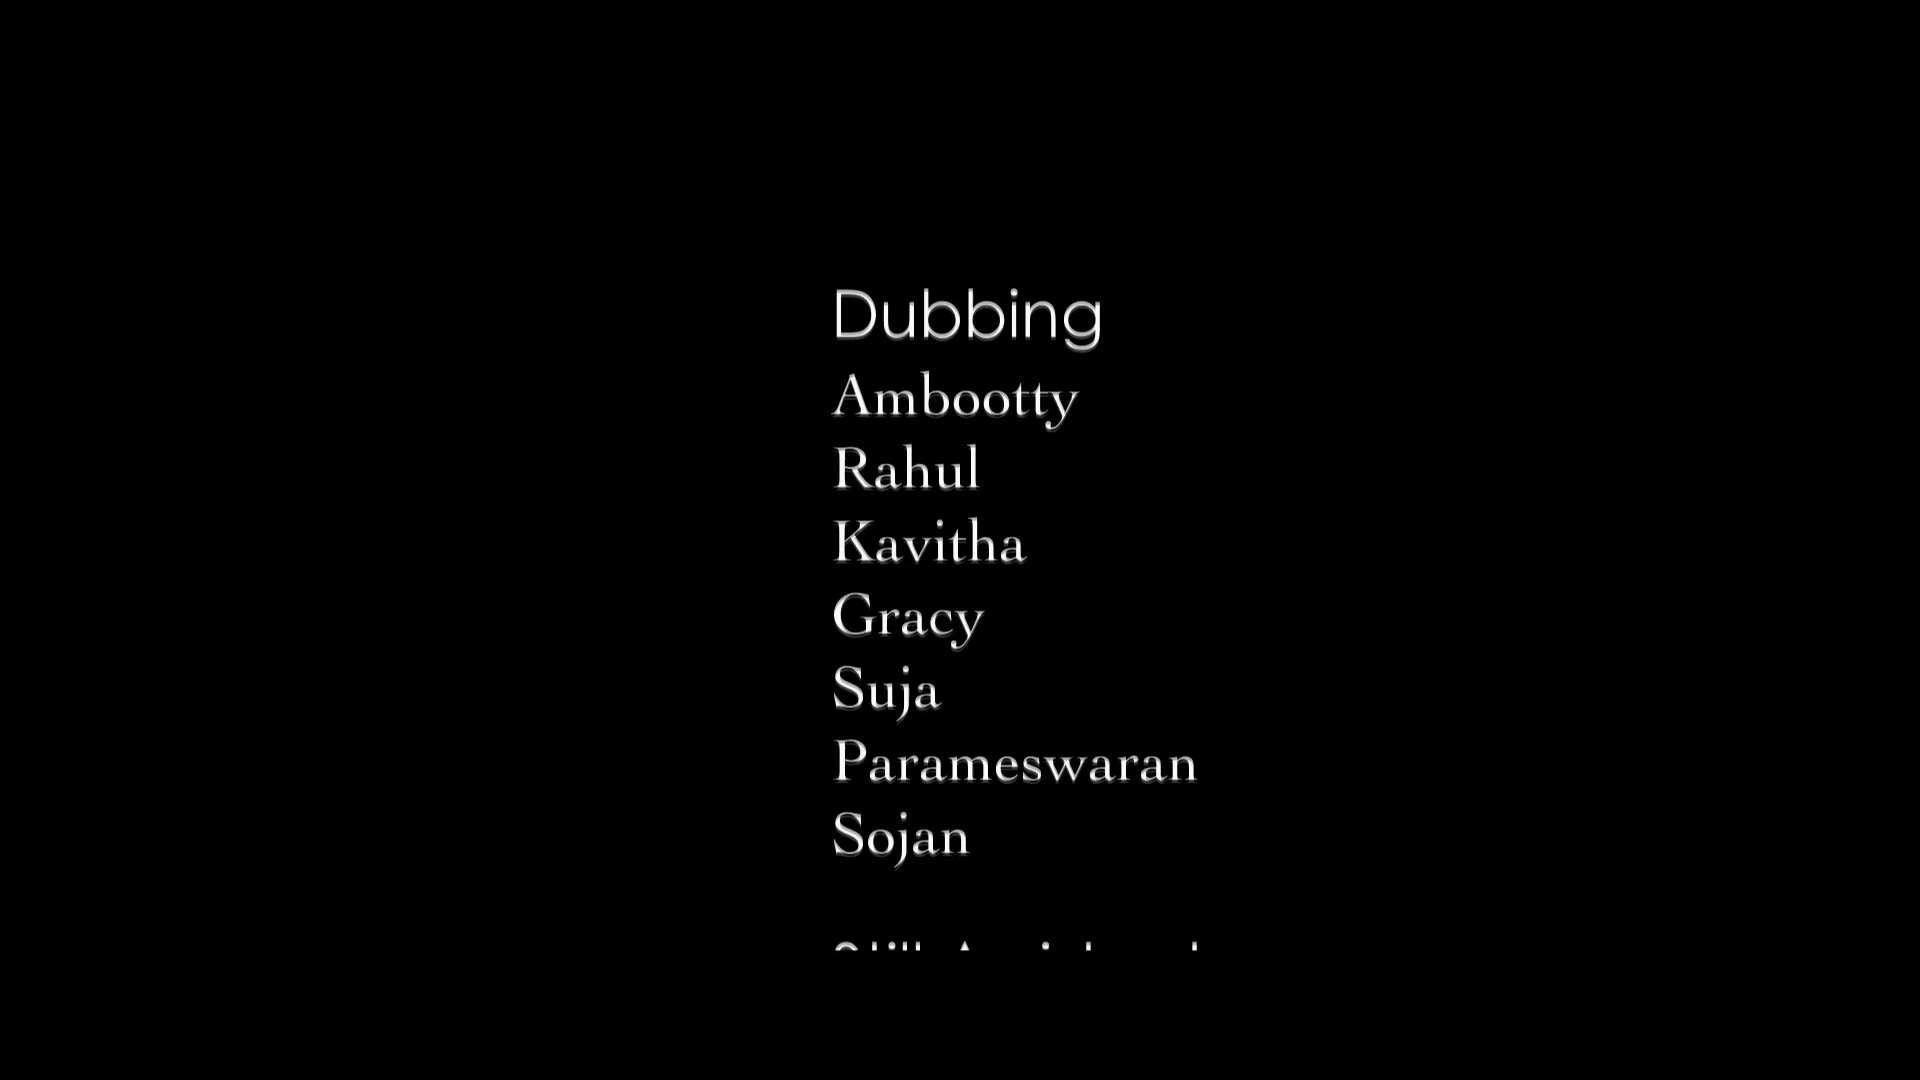 Dubbing
Ambootty
Rahul
Kavitha
Gracy
Suja
Parameswaran
Sojan